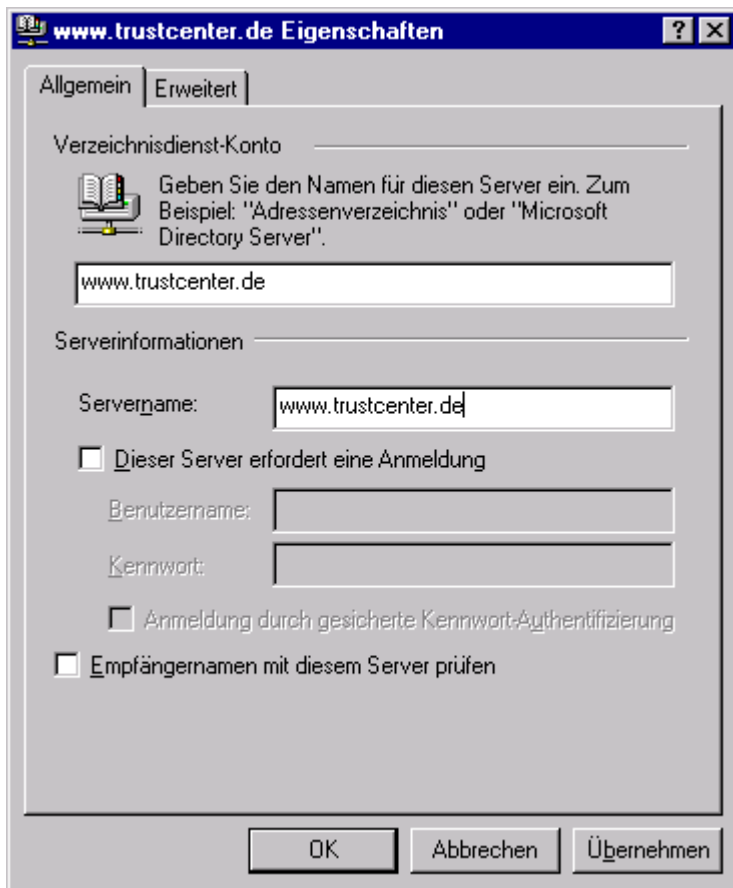 www.trustcenter.de Eigenschaften
Allgemein
Erweitert
Verzeichnisdienst-Konto
Geben Sie den Namen für diesen Server ein. Zum
Beispiel: "Adressenverzeichnis" oder "Microsoft
Directory Server".
www.trustcenter.de
Serverinformationen
Servername:
www.trustcenter.de
Dieser Server erfordert eine Anmeldung
Benutzername:
Kennwort:
Anmeldung durch gesicherte Kennwort-Authentifizierung
Empfängernamen mit diesem Server prüfen
OK
Abbrechen
Übernehmen